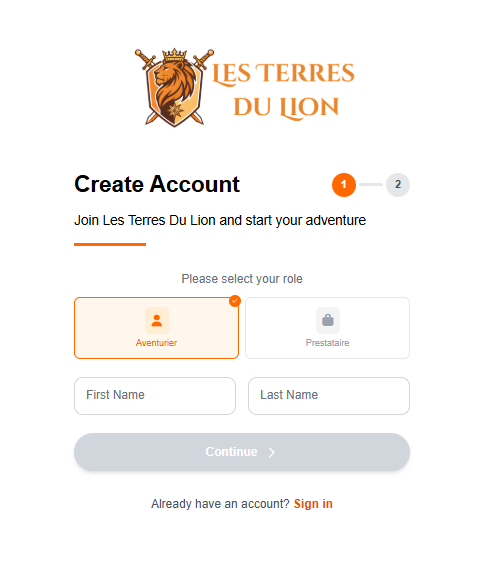 Les Terres
du Lion
Create Account
1
2
Join Les Terres Du Lion and start your adventure
Please select your role
Aventurier
Prestataire
First Name
Last Name
Continue
Already have an account? Sign in